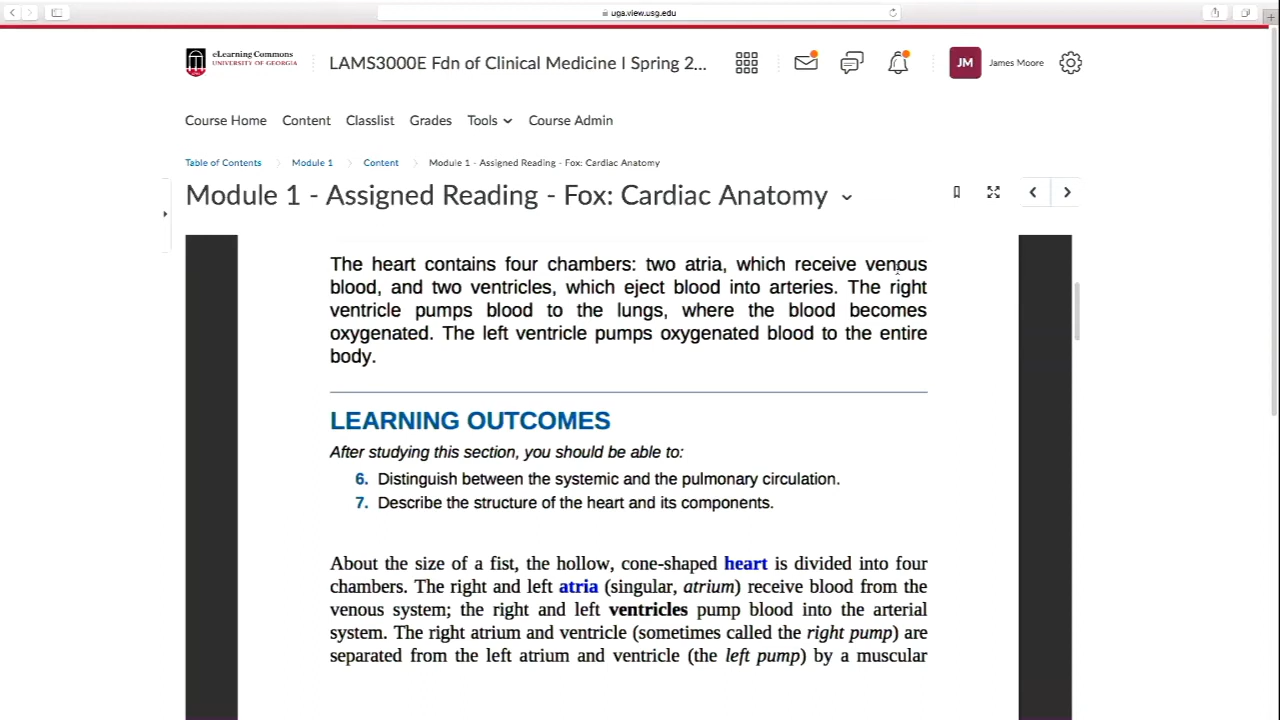 uga.view.usg.edu
eLearning Commons
UNIVERSITY OF GEORGIA
LAMS3000E Fdn of Clinical Medicine I Spring 2...
JM
James Moore
Course Home Content Classlist Grades Tools Course Admin
Table of Contents Module 1 Content Module 1 - Assigned Reading - Fox: Cardiac Anatomy
Module 1 - Assigned Reading - Fox: Cardiac Anatomy
The heart contains four chambers: two atria, which receive venous
blood, and two ventricles, which eject blood into arteries. The right
ventricle pumps blood to the lungs, where the blood becomes
oxygenated. The left ventricle pumps oxygenated blood to the entire
body.
LEARNING OUTCOMES
After studying this section, you should be able to:
6. Distinguish between the systemic and the pulmonary circulation.
7. Describe the structure of the heart and its components.
About the size of a fist, the hollow, cone-shaped heart is divided into four
chambers. The right and left atria (singular, atrium) receive blood from the
venous system; the right and left ventricles pump blood into the arterial
system. The right atrium and ventricle (sometimes called the right pump) are
separated from the left atrium and ventricle (the left pump) by a muscular